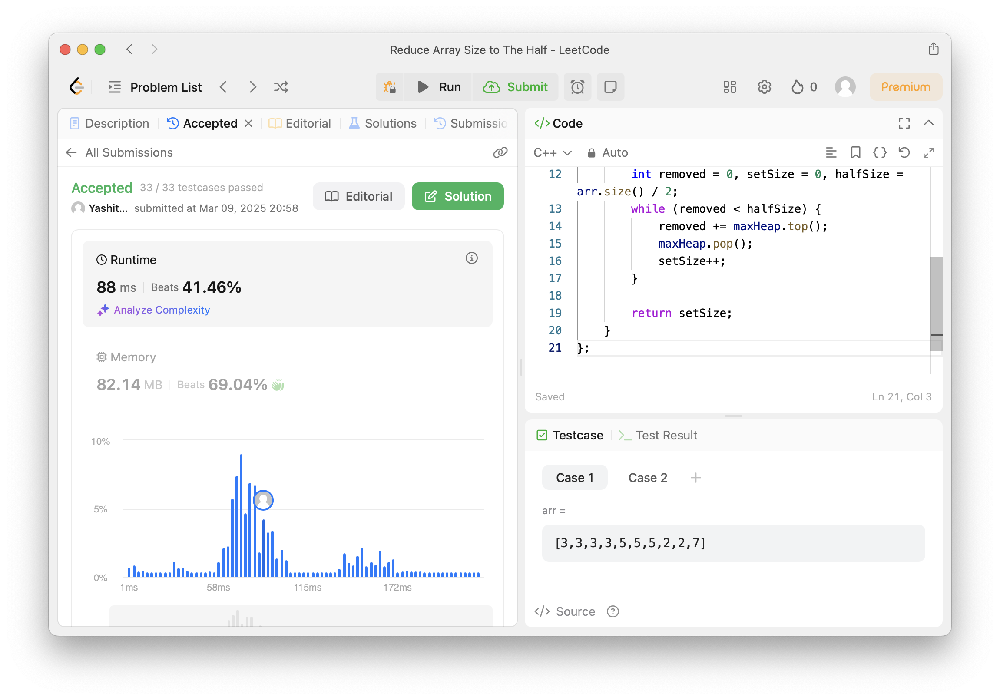 Reduce Array Size to The Half - LeetCode
Problem List
Run
Submit
0
Premium
Description
Accepted
Editorial
Solutions
Submissio
All Submissions
Accepted 33 / 33 testcases passed
Yashit... submitted at Mar 09, 2025 20:58
Editorial
Solution
Runtime
88 ms Beats 41.46%
Analyze Complexity
Memory
82.14 MB Beats 69.04%
10%
5%
0%
1ms 58ms 115ms 172ms
</> Code
C++ Auto
12 int removed = 0, setSize = 0, halfSize =
arr.size() / 2;
13 while (removed < halfSize) {
14 removed += maxHeap.top();
15 maxHeap.pop();
16 setSize++;
17 }
18
19 return setSize;
20 }
21 };
Saved
Ln 21, Col 3
Testcase
Test Result
Case 1
Case 2
arr =
[3,3,3,3,5,5,5,2,2,7]
</> Source